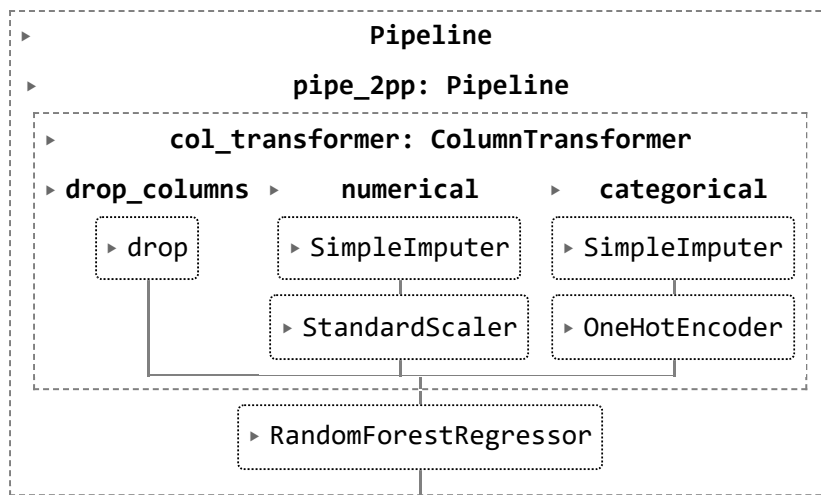 Pipeline
pipe_2pp: Pipeline
col_transformer: ColumnTransformer
drop_columns numerical categorical
drop SimpleImputer SimpleImputer
StandardScaler OneHotEncoder
RandomForestRegressor